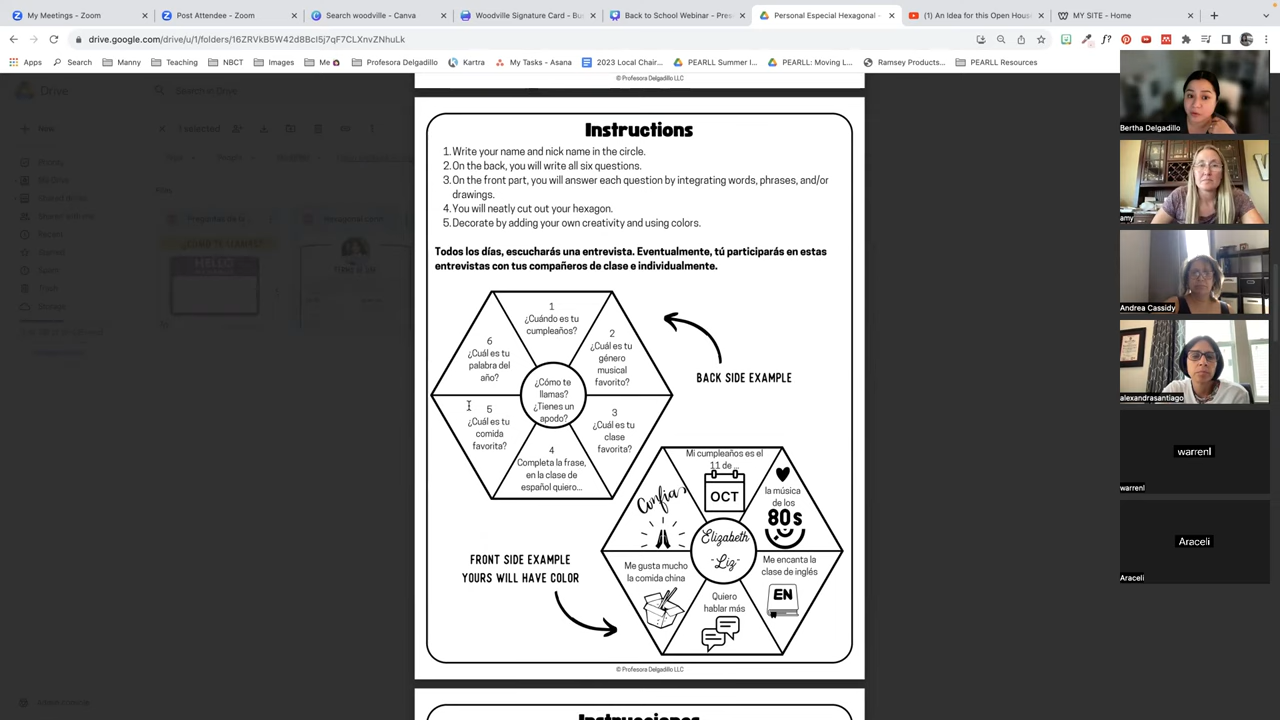 My Meetings - Zoom
Post Attendee - Zoom
Search woodville - Canva
Woodville Signature Card - Bus
Back to School Webinar - Prese
Personal Especial Hexagonal -
(1) An Idea for this Open Hous
MY SITE - Home
drive.google.com/drive/u/1/folders/16ZRVkB5W42d8Bcl5j7qF7CLXnvZNhuLk
Apps
Search
Manny
Teaching
NBCT
Images
Me
Profesora Delgadillo
Kartra
My Tasks - Asana
2023 Local Chair...
PEARLL Summer I...
PEARLL: Moving L...
Ramsey Products...
PEARLL Resources
© Profesora Delgadillo LLC
Instructions
1. Write your name and nick name in the circle.
2. On the back, you will write all six questions.
3. On the front part, you will answer each question by integrating words, phrases, and/or
drawings.
4. You will neatly cut out your hexagon.
5. Decorate by adding your own creativity and using colors.
Todos los días, escucharás una entrevista. Eventualmente, tú participarás en estas
entrevistas con tus compañeros de clase e individualmente.
1
¿Cuándo es tu
cumpleaños?
2
¿Cuál es tu
género
musical
favorito?
3
¿Cuál es tu
clase
favorita?
4
Completa la frase,
en la clase de
español quiero...
5
¿Cuál es tu
comida
favorita?
6
¿Cuál es tu
palabra del
año?
¿Cómo te
llamas?
¿Tienes un
apodo?
BACK SIDE EXAMPLE
FRONT SIDE EXAMPLE
YOURS WILL HAVE COLOR
Mi cumpleaños es el
11 de ...
OCT
la música
de los
80s
Me encanta la
clase de inglés
EN
Quiero
hablar más
Me gusta mucho
la comida china
Confía
Elizabeth
-Liz-
© Profesora Delgadillo LLC
Instrucciones
Bertha Delgadillo
amy
Andrea Cassidy
alexandrasantiago
warrenl
warrenl
Araceli
Araceli